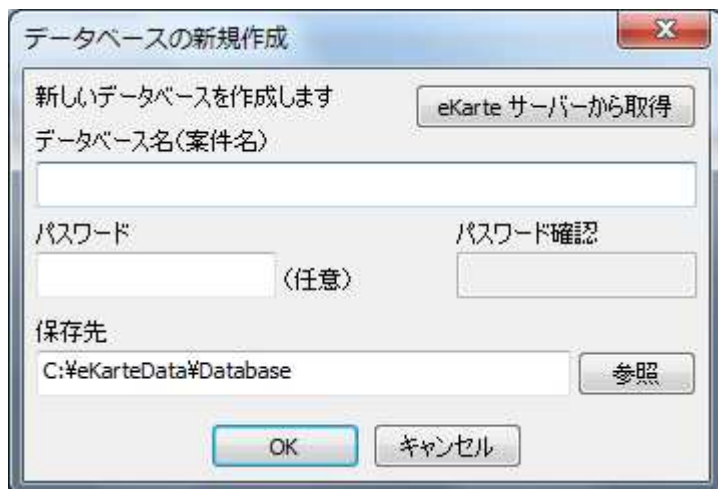 データベースの新規作成
新しいデータベースを作成します
eKarte サーバーから取得
データベース名(案件名)
パスワード
パスワード確認
(任意)
保存先
C:¥eKarteData¥Database
参照
OK
キャンセル